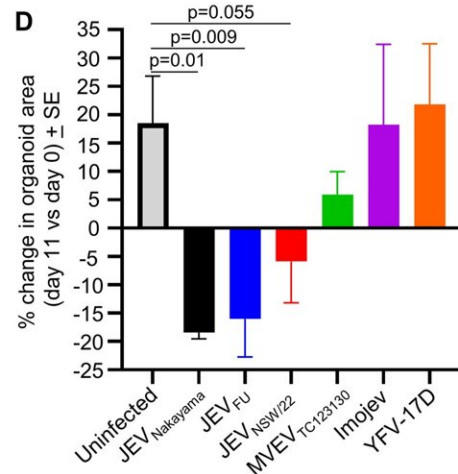 D
p=0.055
p=0.009
p=0.01
% change in organoid area
(day 11 vs day 0) ± SE
35
30
25
20
15
10
5
0
-5
-10
-15
-20
-25
Uninfected
JEVNakayama
JEVFU
JEVNSW/22
MVEVTC123130
Imojev
YFV-17D